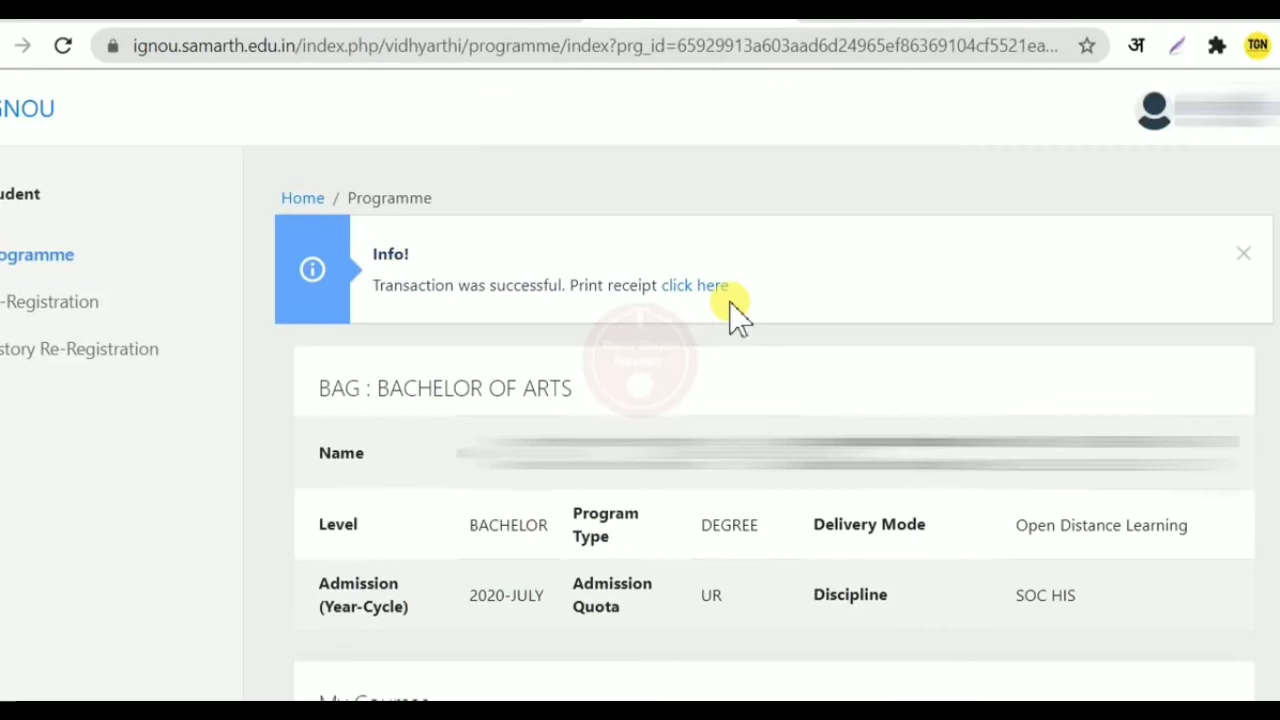 ignou.samarth.edu.in/index.php/vidhyarthi/programme/index?prg_id=65929913a603aad6d24965ef86369104cf5521ea...
अ
TGN
GNOU
udent
Home / Programme
ogramme
Info!
Transaction was successful. Print receipt click here
-Registration
story Re-Registration
BAG : BACHELOR OF ARTS
Name
Level BACHELOR Program Type DEGREE Delivery Mode Open Distance Learning
Admission (Year-Cycle) 2020-JULY Admission Quota UR Discipline SOC HIS
My Courses